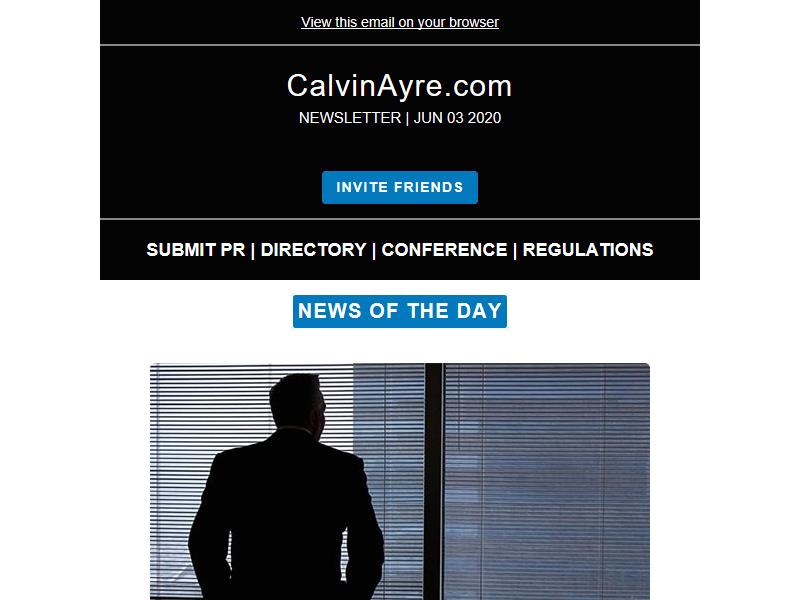 View this email on your browser
CalvinAyre.com
NEWSLETTER | JUN 03 2020
INVITE FRIENDS
SUBMIT PR | DIRECTORY | CONFERENCE | REGULATIONS
NEWS OF THE DAY